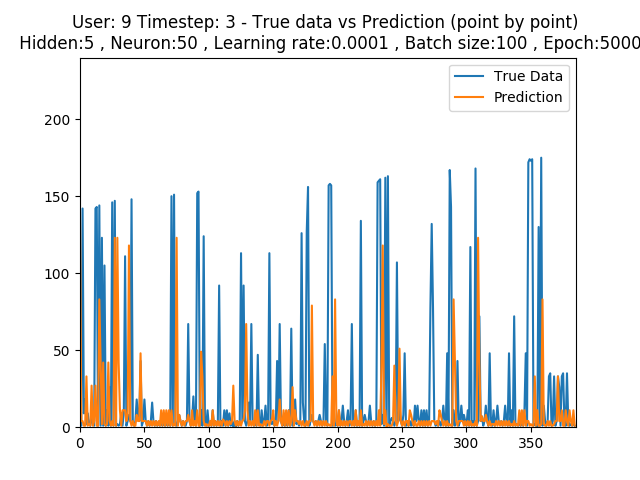 User: 9 Timestep: 3 - True data vs Prediction (point by point)
Hidden:5 , Neuron:50 , Learning rate:0.0001 , Batch size:100 , Epoch:5000
True Data
Prediction
200
150
100
50
0
0 50 100 150 200 250 300 350